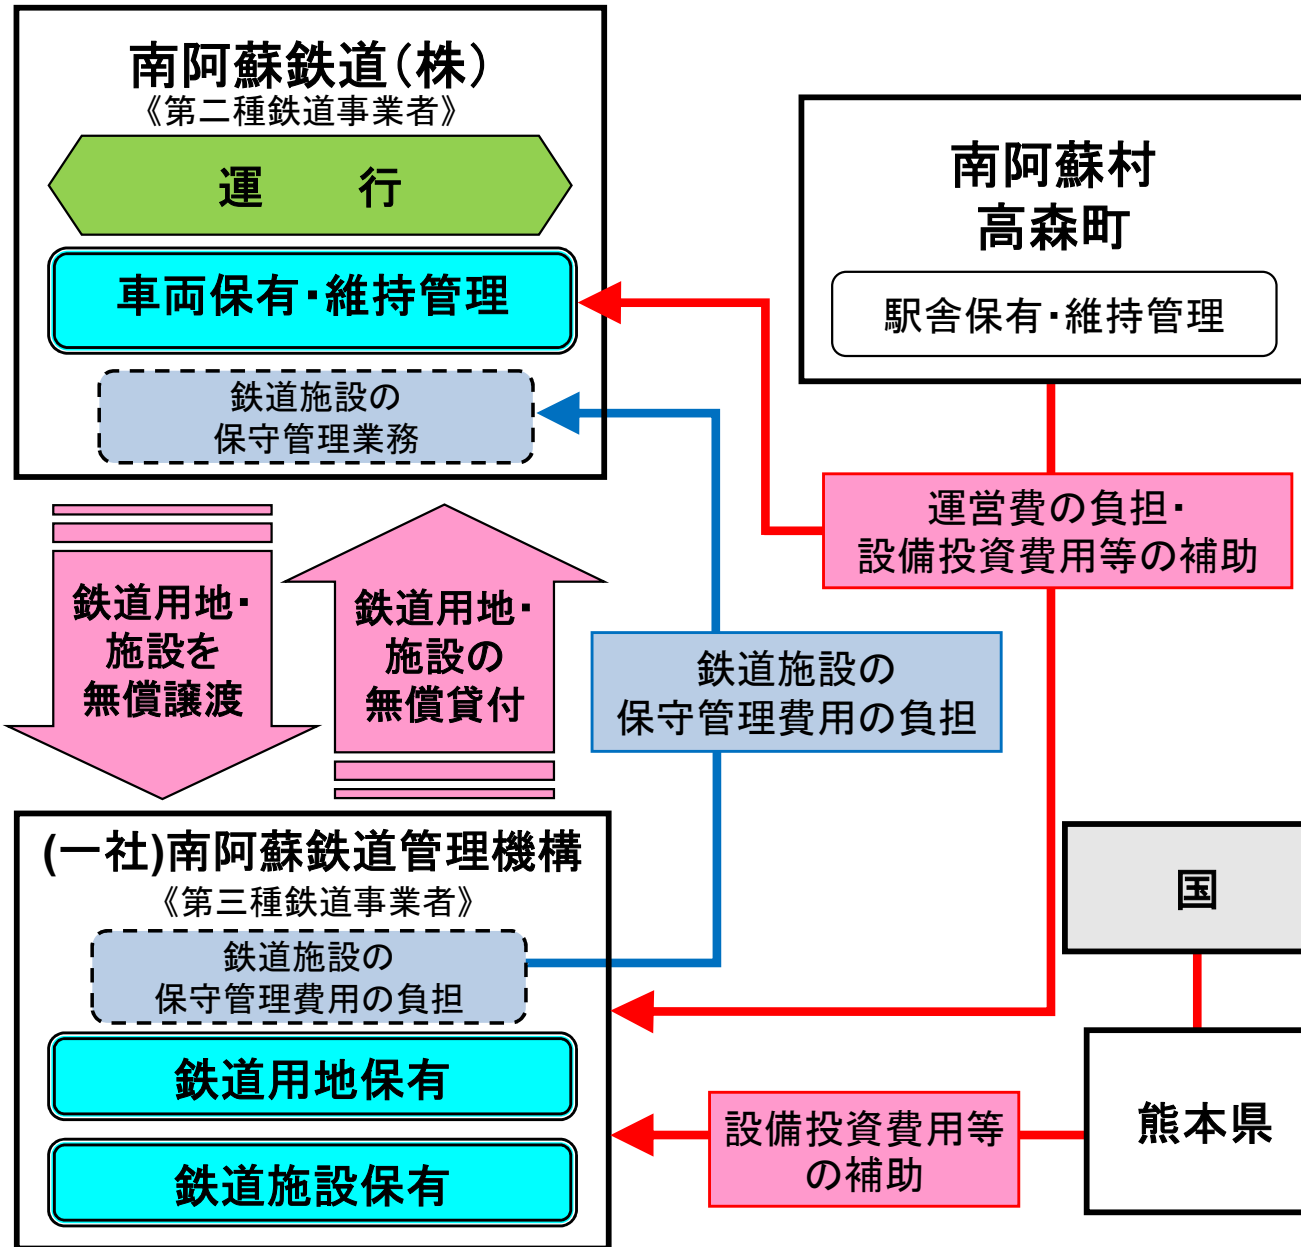 南阿蘇鉄道(株)
《第二種鉄道事業者》
運　行
車両保有・維持管理
鉄道施設の
保守管理業務
南阿蘇村
高森町
駅舎保有・維持管理
運営費の負担・
設備投資費用等の補助
鉄道用地・
施設を
無償譲渡
鉄道用地・
施設の
無償貸付
鉄道施設の
保守管理費用の負担
(一社)南阿蘇鉄道管理機構
《第三種鉄道事業者》
鉄道施設の
保守管理費用の負担
鉄道用地保有
鉄道施設保有
国
熊本県
設備投資費用等
の補助